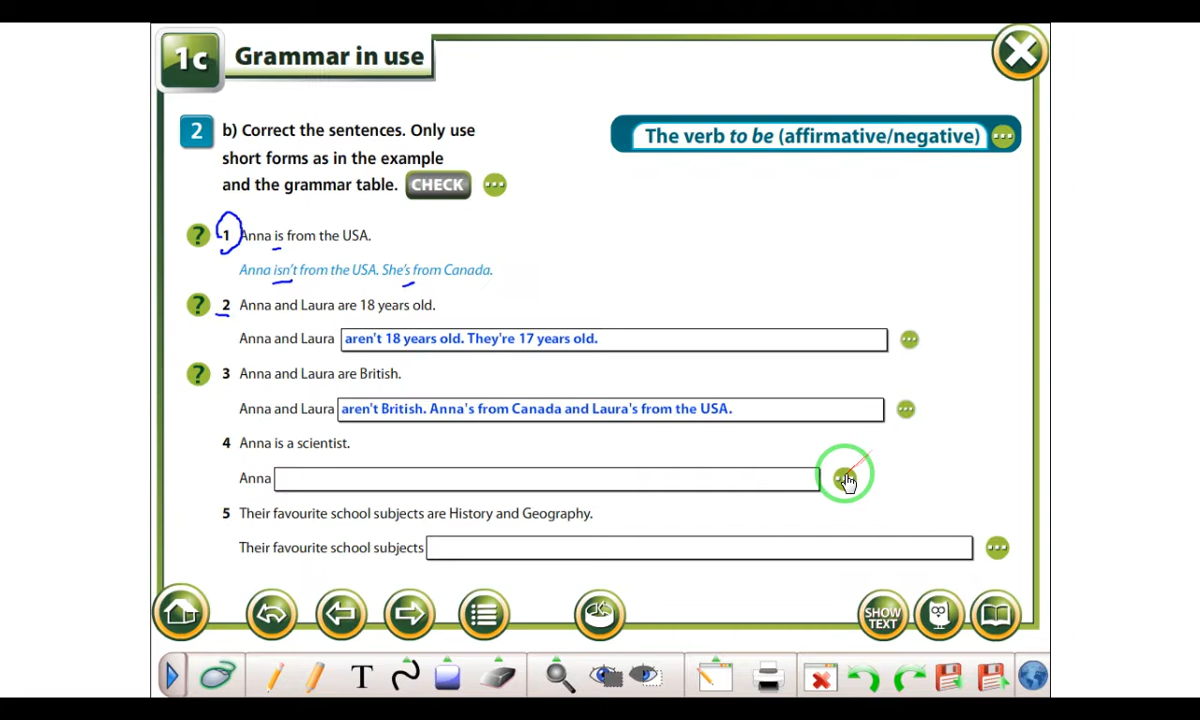 1c Grammar in use
2 b) Correct the sentences. Only use
short forms as in the example
and the grammar table. CHECK
The verb to be (affirmative/negative)
1 Anna is from the USA.
Anna isn't from the USA. She's from Canada.
2 Anna and Laura are 18 years old.
Anna and Laura aren't 18 years old. They're 17 years old.
3 Anna and Laura are British.
Anna and Laura aren't British. Anna's from Canada and Laura's from the USA.
4 Anna is a scientist.
Anna
5 Their favourite school subjects are History and Geography.
Their favourite school subjects
SHOW
TEXT